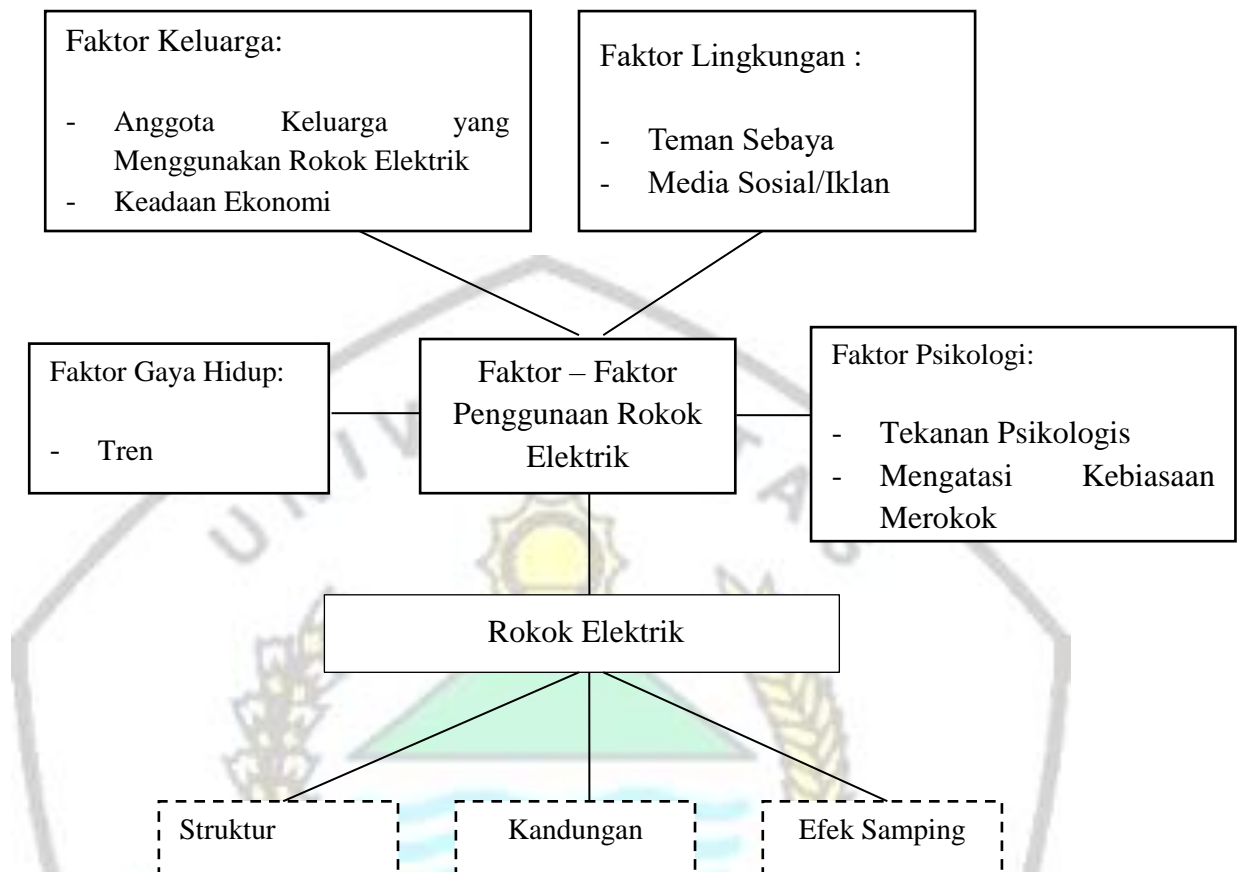 Faktor Keluarga:
- Anggota Keluarga yang
Menggunakan Rokok Elektrik
- Keadaan Ekonomi
Faktor Lingkungan :
- Teman Sebaya
- Media Sosial/Iklan
Faktor Gaya Hidup:
- Tren
Faktor – Faktor
Penggunaan Rokok
Elektrik
Faktor Psikologi:
- Tekanan Psikologis
- Mengatasi Kebiasaan
Merokok
Rokok Elektrik
Struktur
Kandungan
Efek Samping